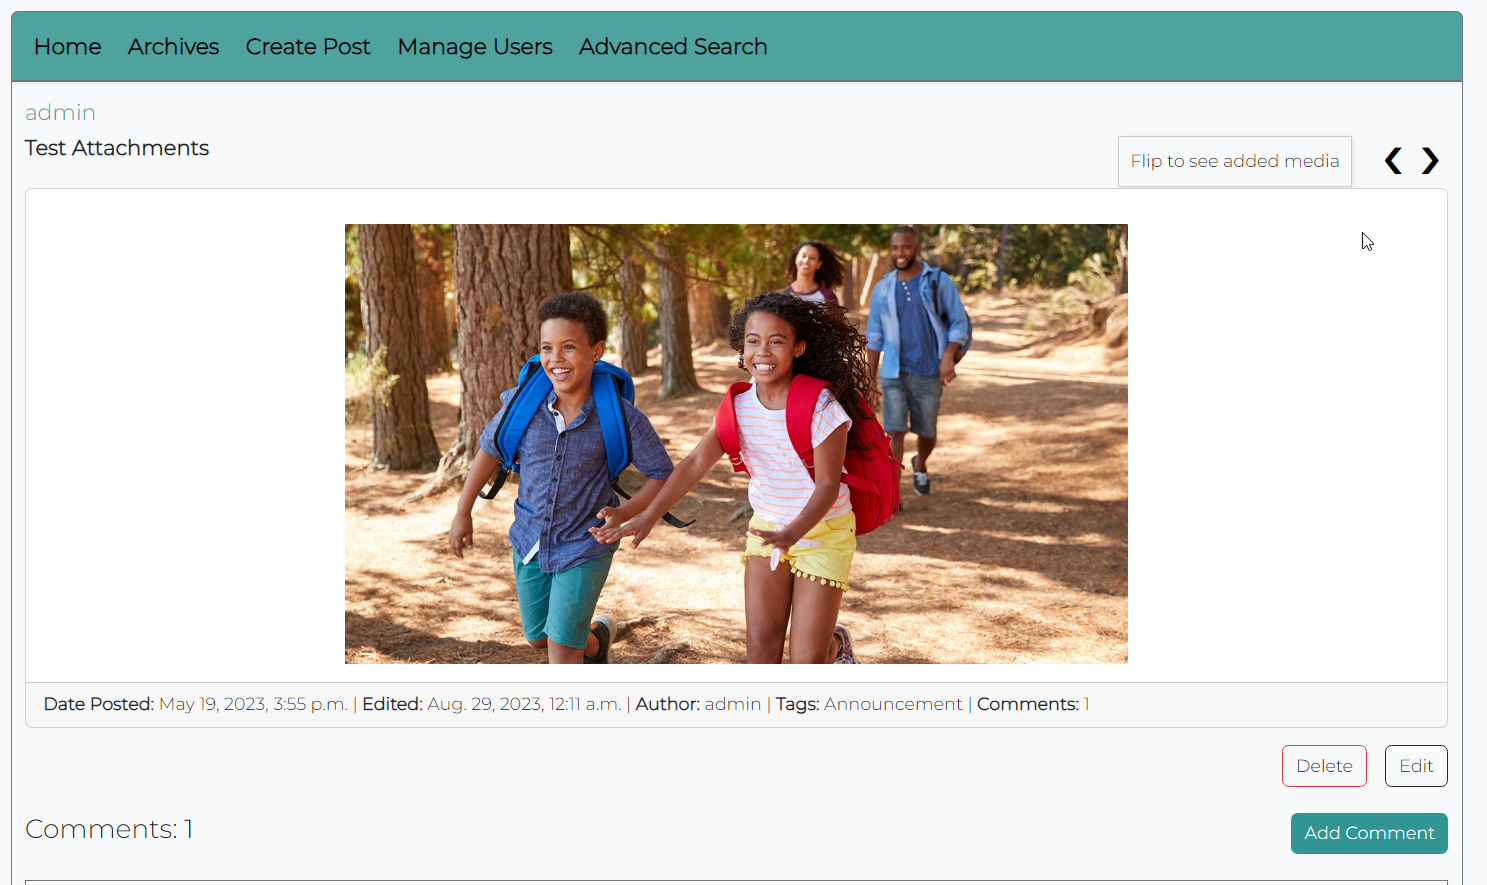 Home Archives Create Post Manage Users Advanced Search
admin
Test Attachments
Flip to see added media ❮ ❯
Date Posted: May 19, 2023, 3:55 p.m. | Edited: Aug. 29, 2023, 12:11 a.m. | Author: admin | Tags: Announcement | Comments: 1
Delete Edit
Comments: 1
Add Comment